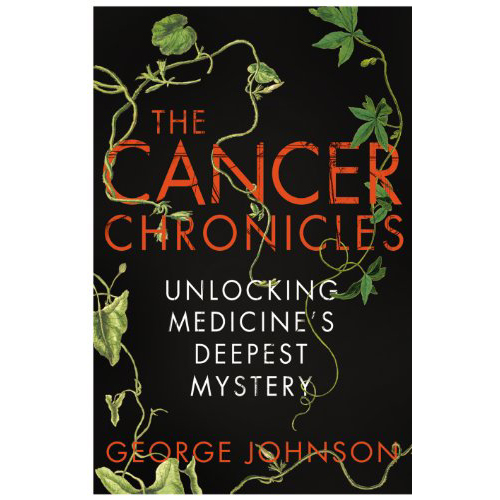 THE
CANCER
CHRONICLES
UNLOCKING
MEDICINE'S
DEEPEST
MYSTERY
GEORGE JOHNSON